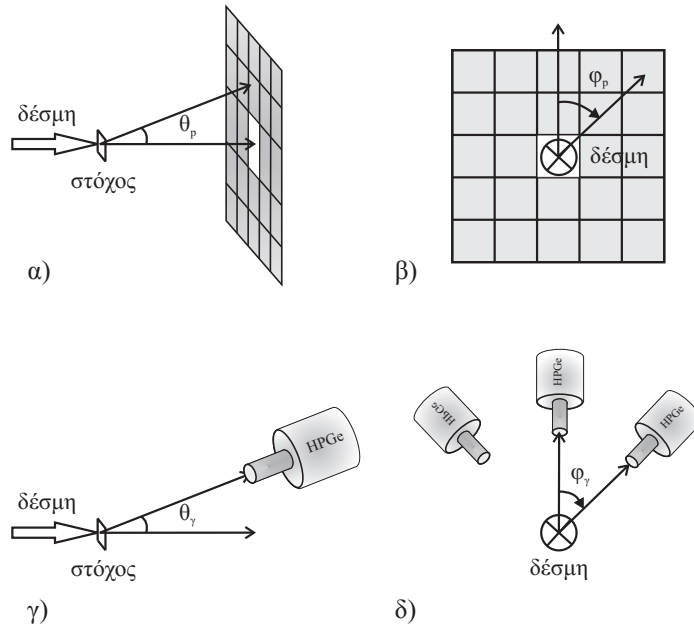 δέσμη
θp
στόχος
α)
φp
δέσμη
β)
HPGe
δέσμη
θγ
στόχος
γ)
HPGe
HPGe
HPGe
φγ
δέσμη
δ)